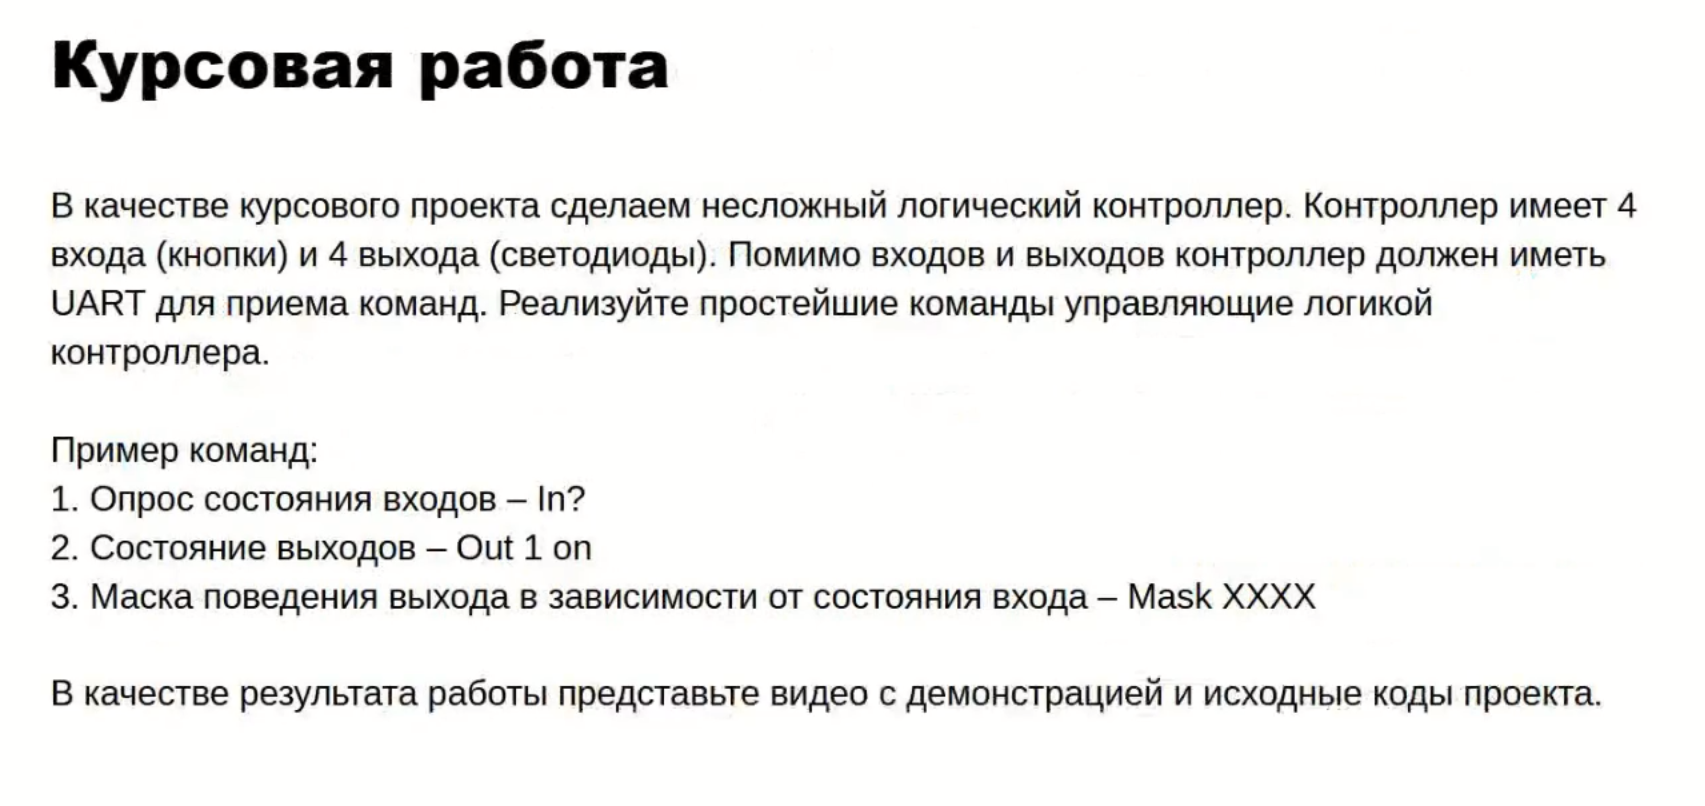 Курсовая работа
В качестве курсового проекта сделаем несложный логический контроллер. Контроллер имеет 4
входа (кнопки) и 4 выхода (светодиоды). Помимо входов и выходов контроллер должен иметь
UART для приема команд. Реализуйте простейшие команды управляющие логикой
контроллера.
Пример команд:
1. Опрос состояния входов – In?
2. Состояние выходов – Out 1 on
3. Маска поведения выхода в зависимости от состояния входа – Mask XXXX
В качестве результата работы представьте видео с демонстрацией и исходные коды проекта.